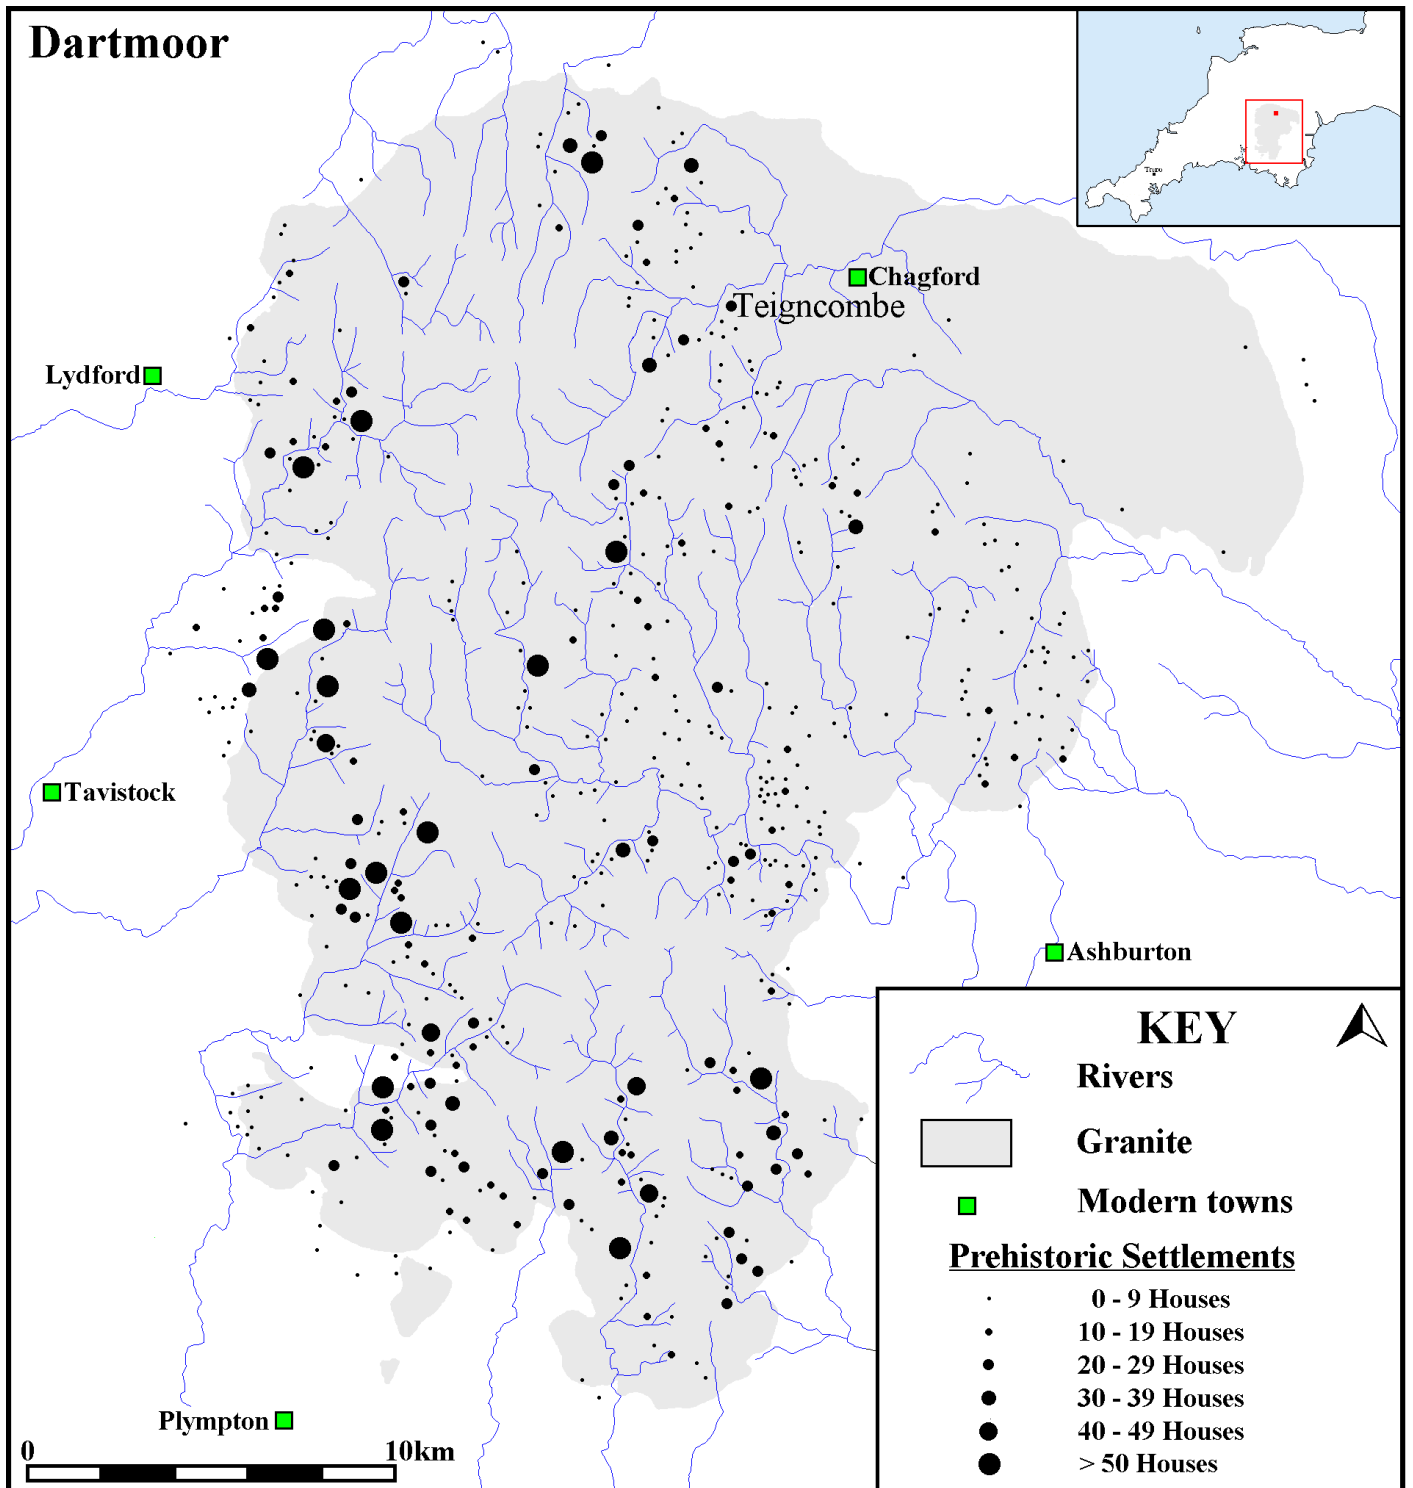 Dartmoor
Truro
Chagford
Teigncombe
Lydford
Tavistock
Ashburton
Plympton
0 10km
KEY
Rivers
Granite
Modern towns
Prehistoric Settlements
0 - 9 Houses
10 - 19 Houses
20 - 29 Houses
30 - 39 Houses
40 - 49 Houses
> 50 Houses